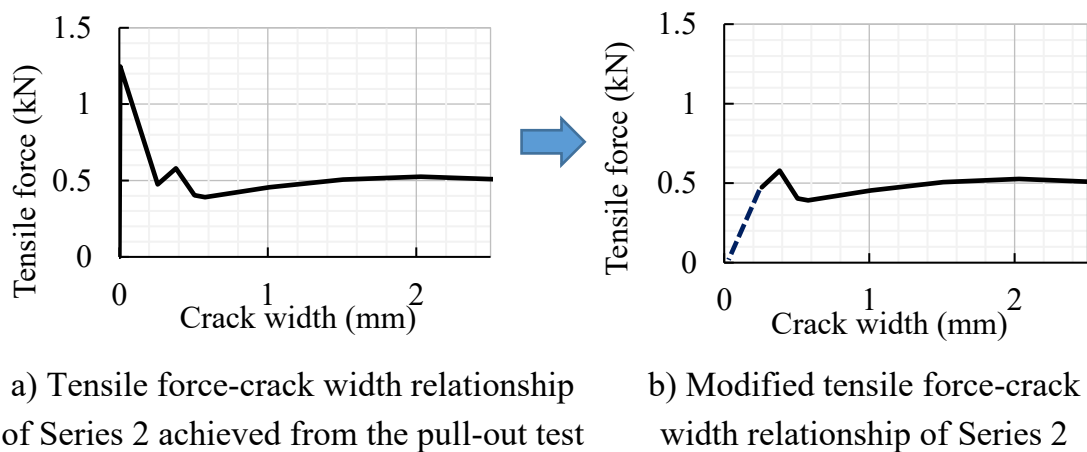 1.5
1
0.5
0
Tensile force (kN)
0 1 2
Crack width (mm)
a) Tensile force-crack width relationship
of Series 2 achieved from the pull-out test
1.5
1
0.5
0
Tensile force (kN)
0 1 2
Crack width (mm)
b) Modified tensile force-crack
width relationship of Series 2